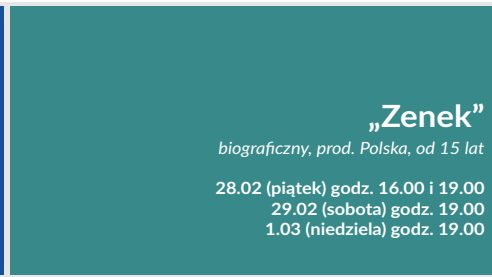 „Zenek”
biograficzny, prod. Polska, od 15 lat
28.02 (piątek) godz. 16.00 i 19.00
29.02 (sobota) godz. 19.00
1.03 (niedziela) godz. 19.00